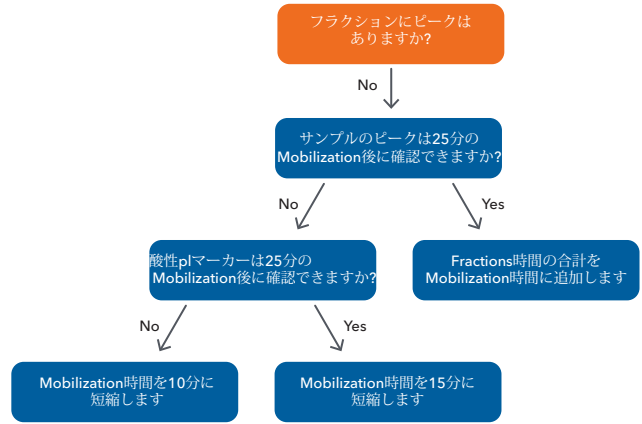 フラクションにピークは
ありますか?
No
サンプルのピークは25分の
Mobilization後に確認できますか?
No
Yes
酸性plマーカーは25分の
Mobilization後に確認できますか?
Fractions時間の合計を
Mobilization時間に追加します
No
Yes
Mobilization時間を10分に
短縮します
Mobilization時間を15分に
短縮します